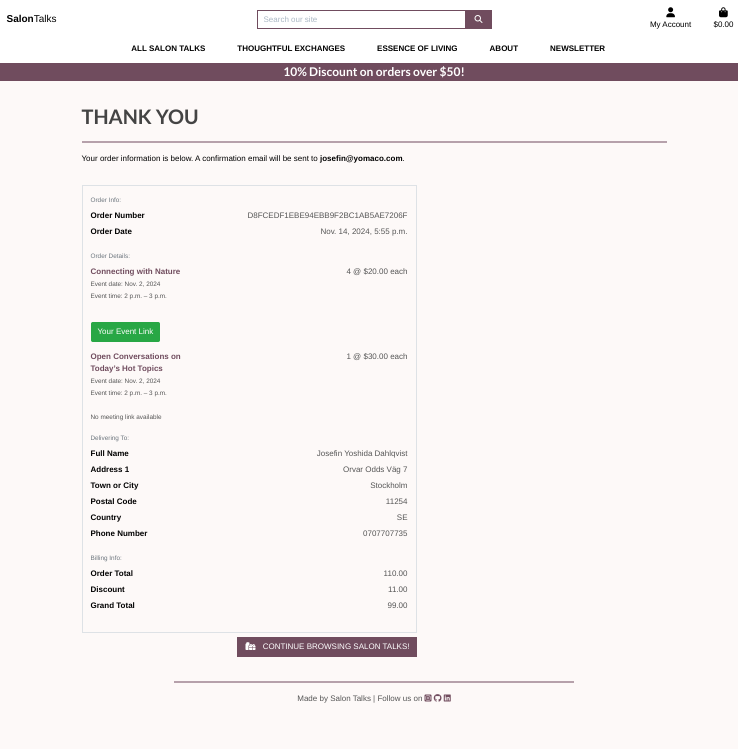 SalonTalks
Search our site
My Account
$0.00
ALL SALON TALKS
THOUGHTFUL EXCHANGES
ESSENCE OF LIVING
ABOUT
NEWSLETTER
10% Discount on orders over $50!
THANK YOU
Your order information is below. A confirmation email will be sent to josefin@yomaco.com.
Order Info:
Order Number D8FCEDF1EBE94EBB9F2BC1AB5AE7206F
Order Date Nov. 14, 2024, 5:55 p.m.
Order Details:
Connecting with Nature 4 @ $20.00 each
Event date: Nov. 2, 2024
Event time: 2 p.m. – 3 p.m.
Your Event Link
Open Conversations on 1 @ $30.00 each
Today's Hot Topics
Event date: Nov. 2, 2024
Event time: 2 p.m. – 3 p.m.
No meeting link available
Delivering To:
Full Name Josefin Yoshida Dahlqvist
Address 1 Orvar Odds Väg 7
Town or City Stockholm
Postal Code 11254
Country SE
Phone Number 0707707735
Billing Info:
Order Total 110.00
Discount 11.00
Grand Total 99.00
CONTINUE BROWSING SALON TALKS!
Made by Salon Talks | Follow us on